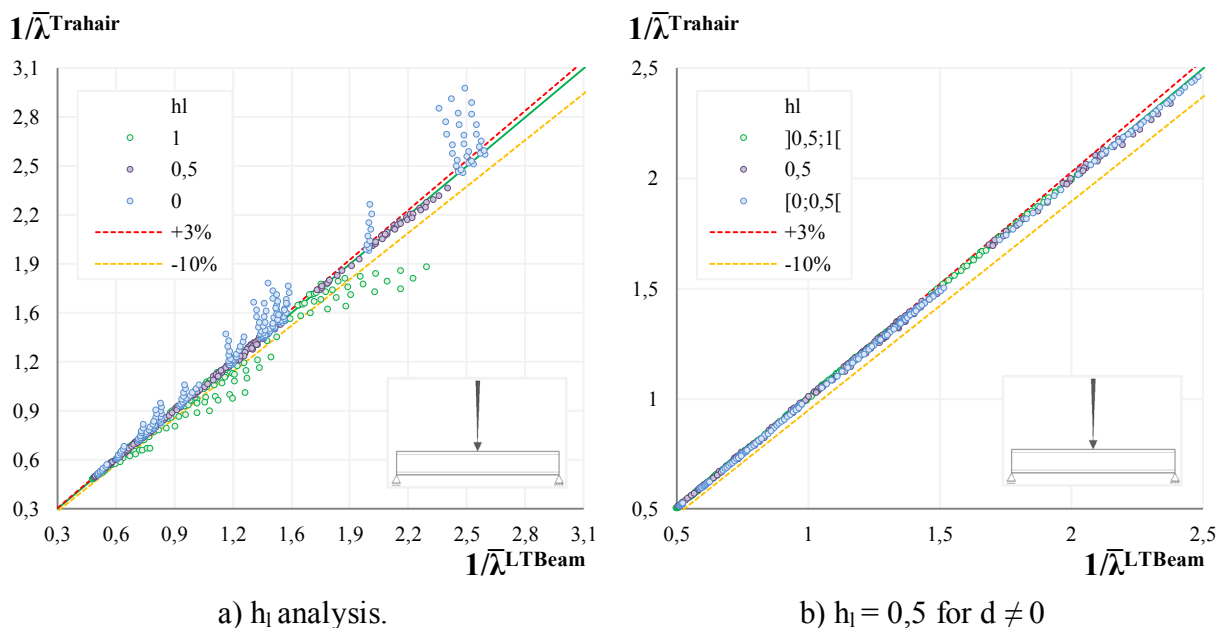 1/λ̅ᵀʳᵃʰᵃⁱʳ
3,1
2,8
2,5
2,2
1,9
1,6
1,2
0,9
0,6
0,3
hl
1
0,5
0
+3%
-10%
0,3 0,6 0,9 1,2 1,6 1,9 2,2 2,5 2,8 3,1
1/λ̅ᴸᵀᴮᵉᵃᵐ
a) hₗ analysis.
1/λ̅ᵀʳᵃʰᵃⁱʳ
2,5
2
1,5
1
0,5
hl
]0,5;1[
0,5
[0;0,5[
+3%
-10%
0,5 1 1,5 2 2,5
1/λ̅ᴸᵀᴮᵉᵃᵐ
b) hₗ = 0,5 for d ≠ 0